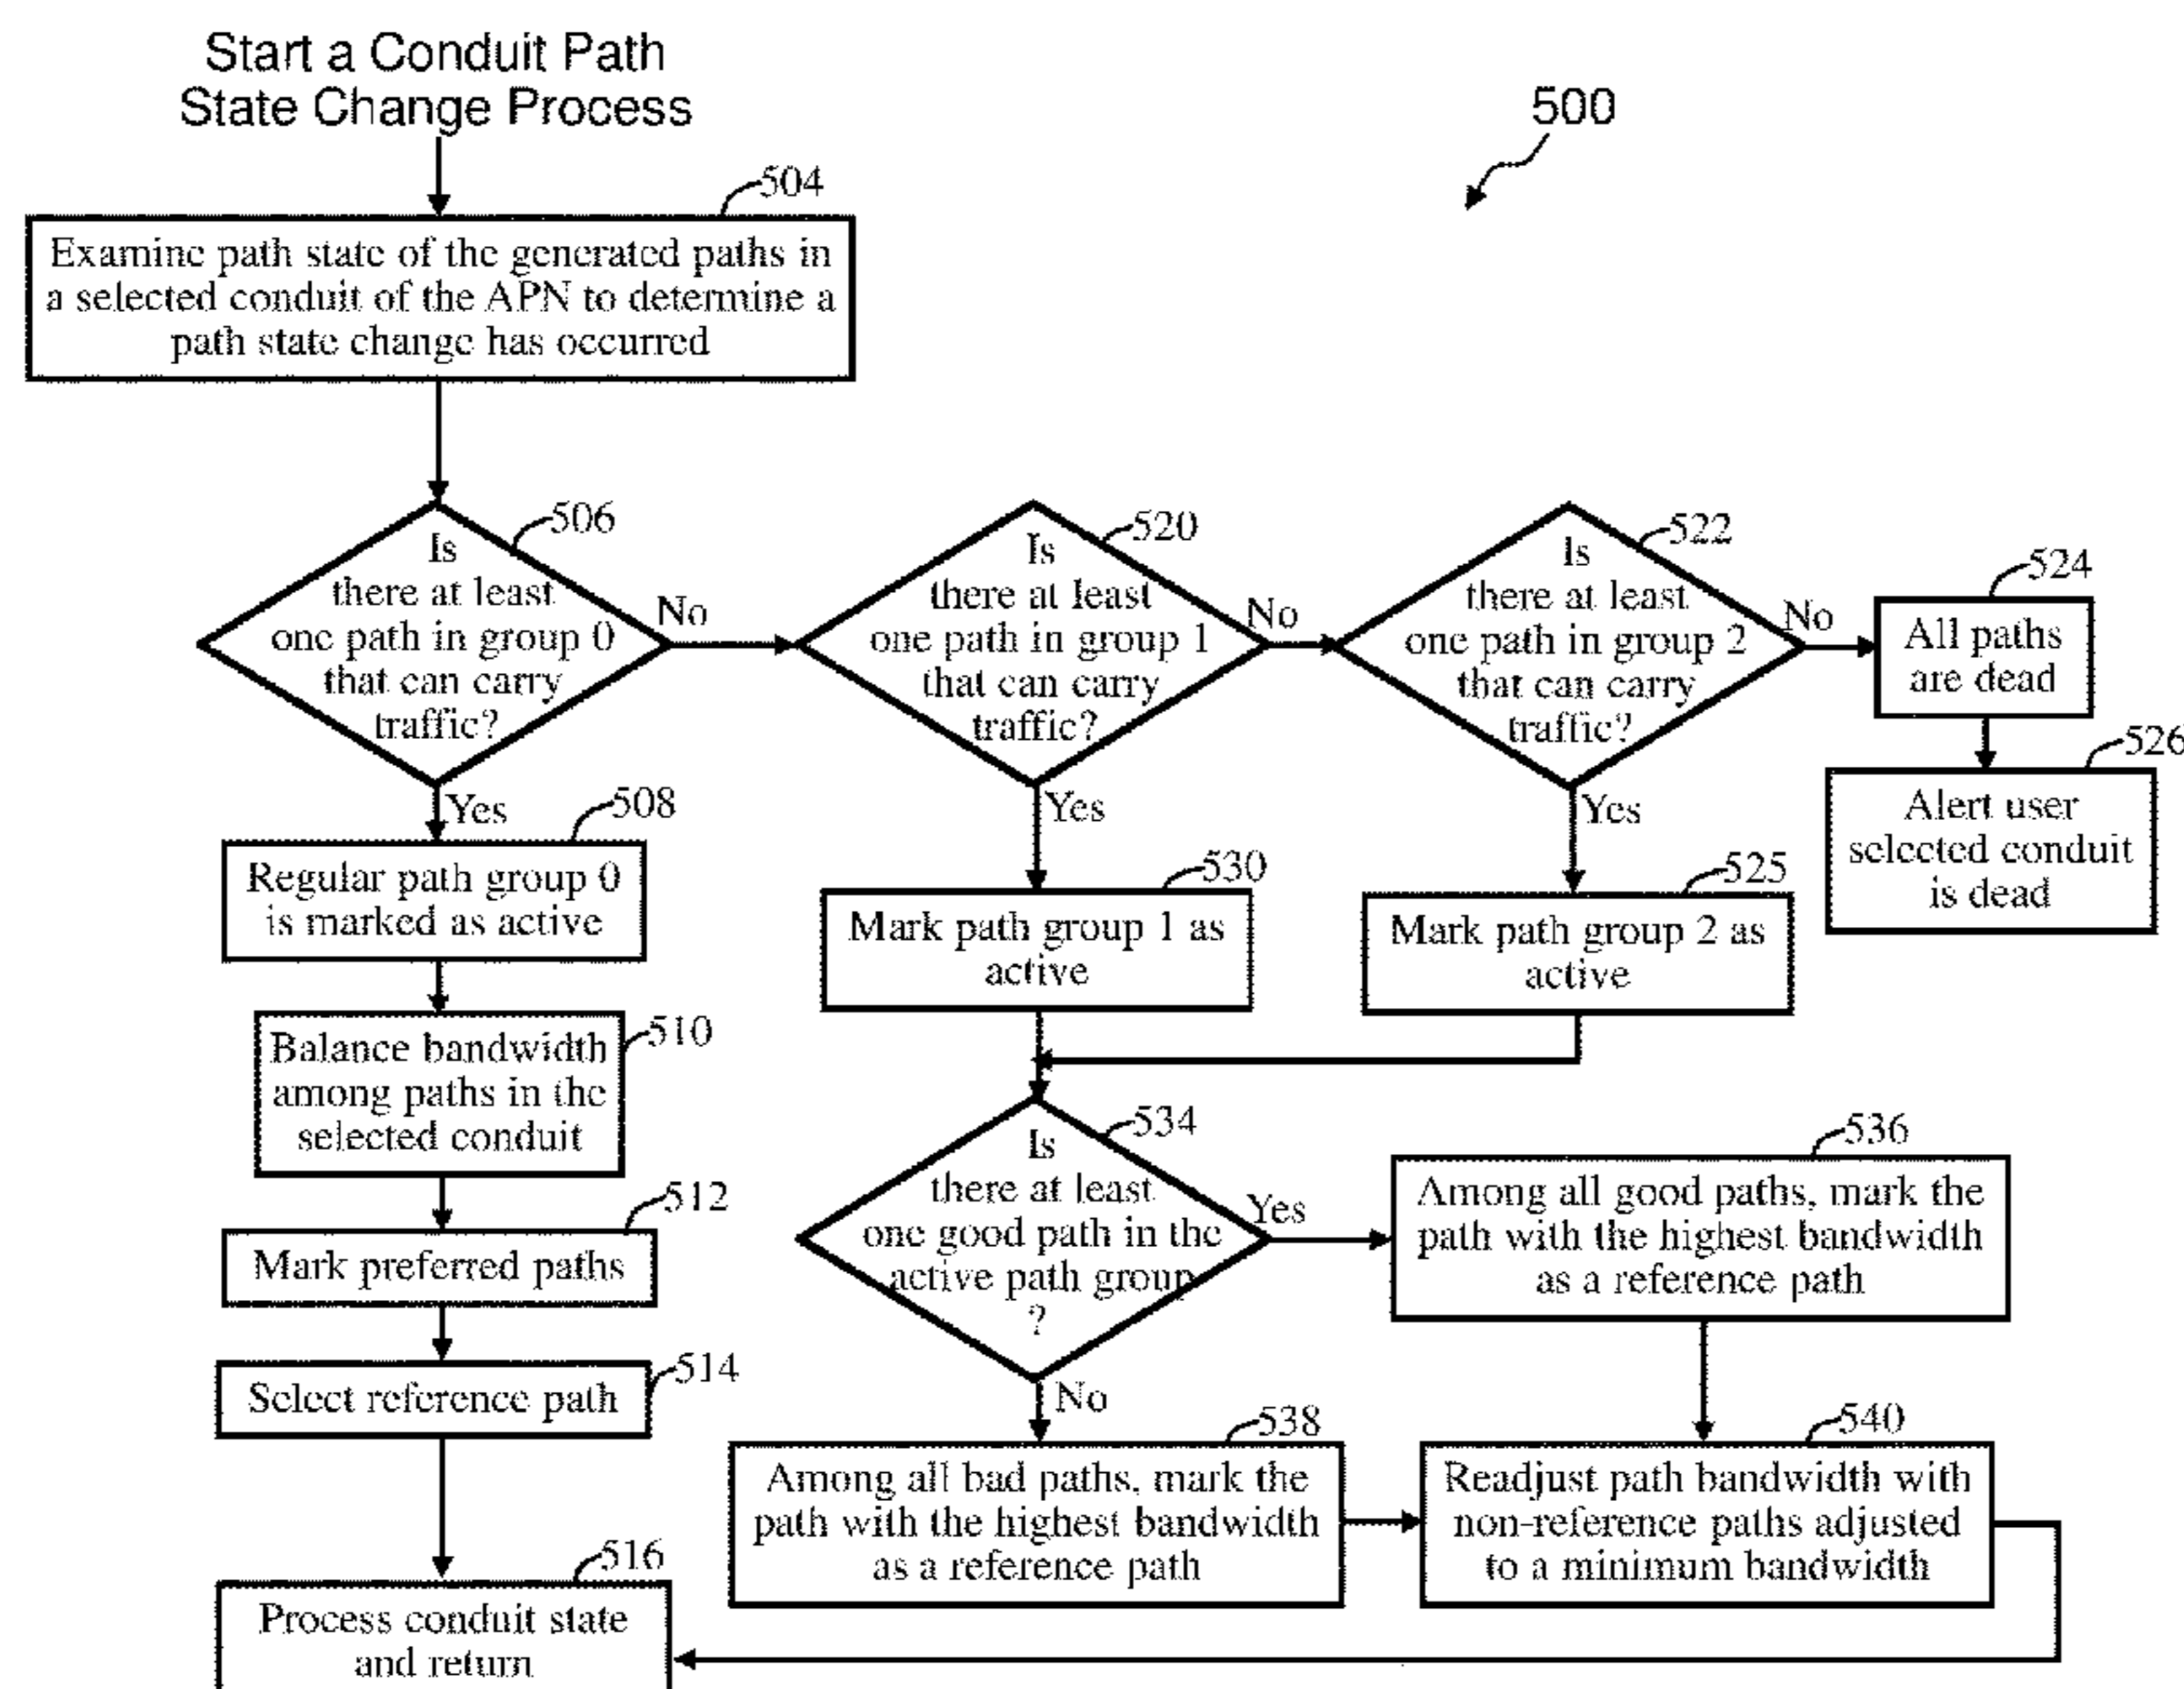 Start a Conduit Path
State Change Process
500
504
Examine path state of the generated paths in
a selected conduit of the APN to determine a
path state change has occurred
506
Is
there at least
one path in group 0
that can carry
traffic?
No
520
Is
there at least
one path in group 1
that can carry
traffic?
No
522
Is
there at least
one path in group 2
that can carry
traffic?
No
524
All paths
are dead
526
Alert user
selected conduit
is dead
Yes
508
Regular path group 0
is marked as active
Yes
530
Mark path group 1 as
active
Yes
525
Mark path group 2 as
active
510
Balance bandwidth
among paths in the
selected conduit
512
Mark preferred paths
514
Select reference path
534
Is
there at least
one good path in the
active path group
?
Yes
536
Among all good paths, mark the
path with the highest bandwidth
as a reference path
No
538
Among all bad paths, mark the
path with the highest bandwidth
as a reference path
540
Readjust path bandwidth with
non-reference paths adjusted
to a minimum bandwidth
516
Process conduit state
and return